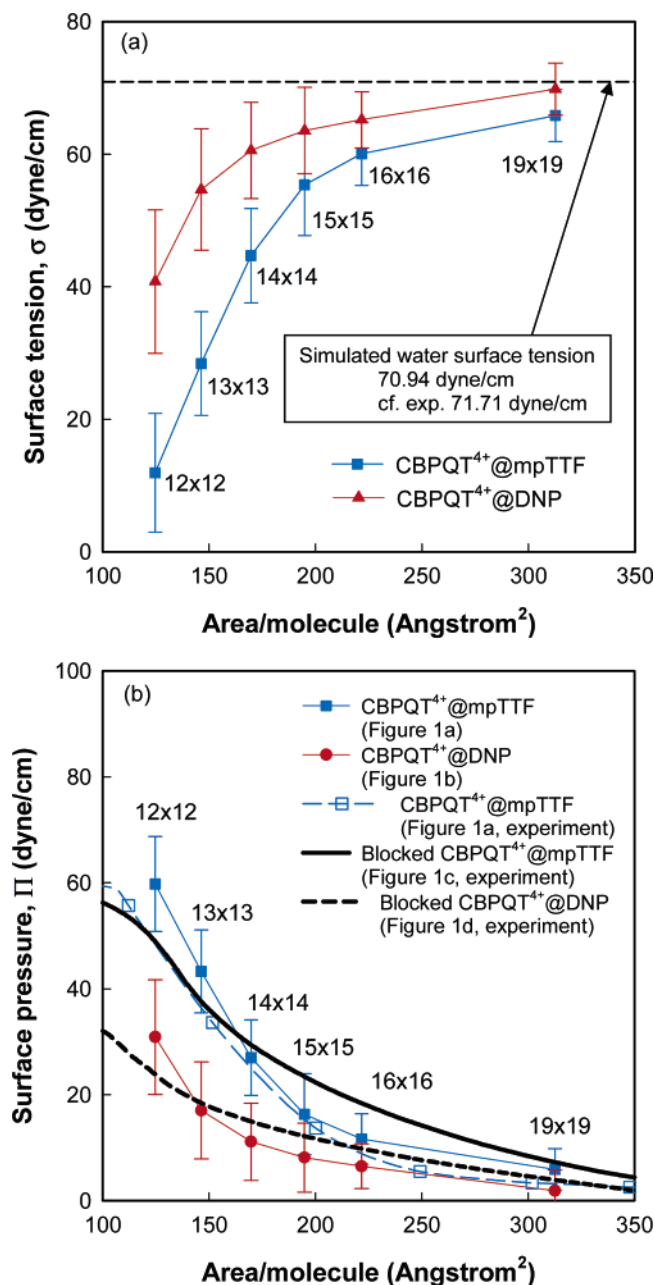 (a)
80
60
40
20
0
Surface tension, σ (dyne/cm)
19x19
16x16
15x15
14x14
13x13
12x12
Simulated water surface tension
70.94 dyne/cm
cf. exp. 71.71 dyne/cm
CBPQT⁴⁺@mpTTF
CBPQT⁴⁺@DNP
100 150 200 250 300 350
Area/molecule (Angstrom²)
(b)
100
80
60
40
20
0
Surface pressure, Π (dyne/cm)
CBPQT⁴⁺@mpTTF
(Figure 1a)
CBPQT⁴⁺@DNP
(Figure 1b)
CBPQT⁴⁺@mpTTF
(Figure 1a, experiment)
Blocked CBPQT⁴⁺@mpTTF
(Figure 1c, experiment)
Blocked CBPQT⁴⁺@DNP
(Figure 1d, experiment)
12x12
13x13
14x14
15x15
16x16
19x19
100 150 200 250 300 350
Area/molecule (Angstrom²)